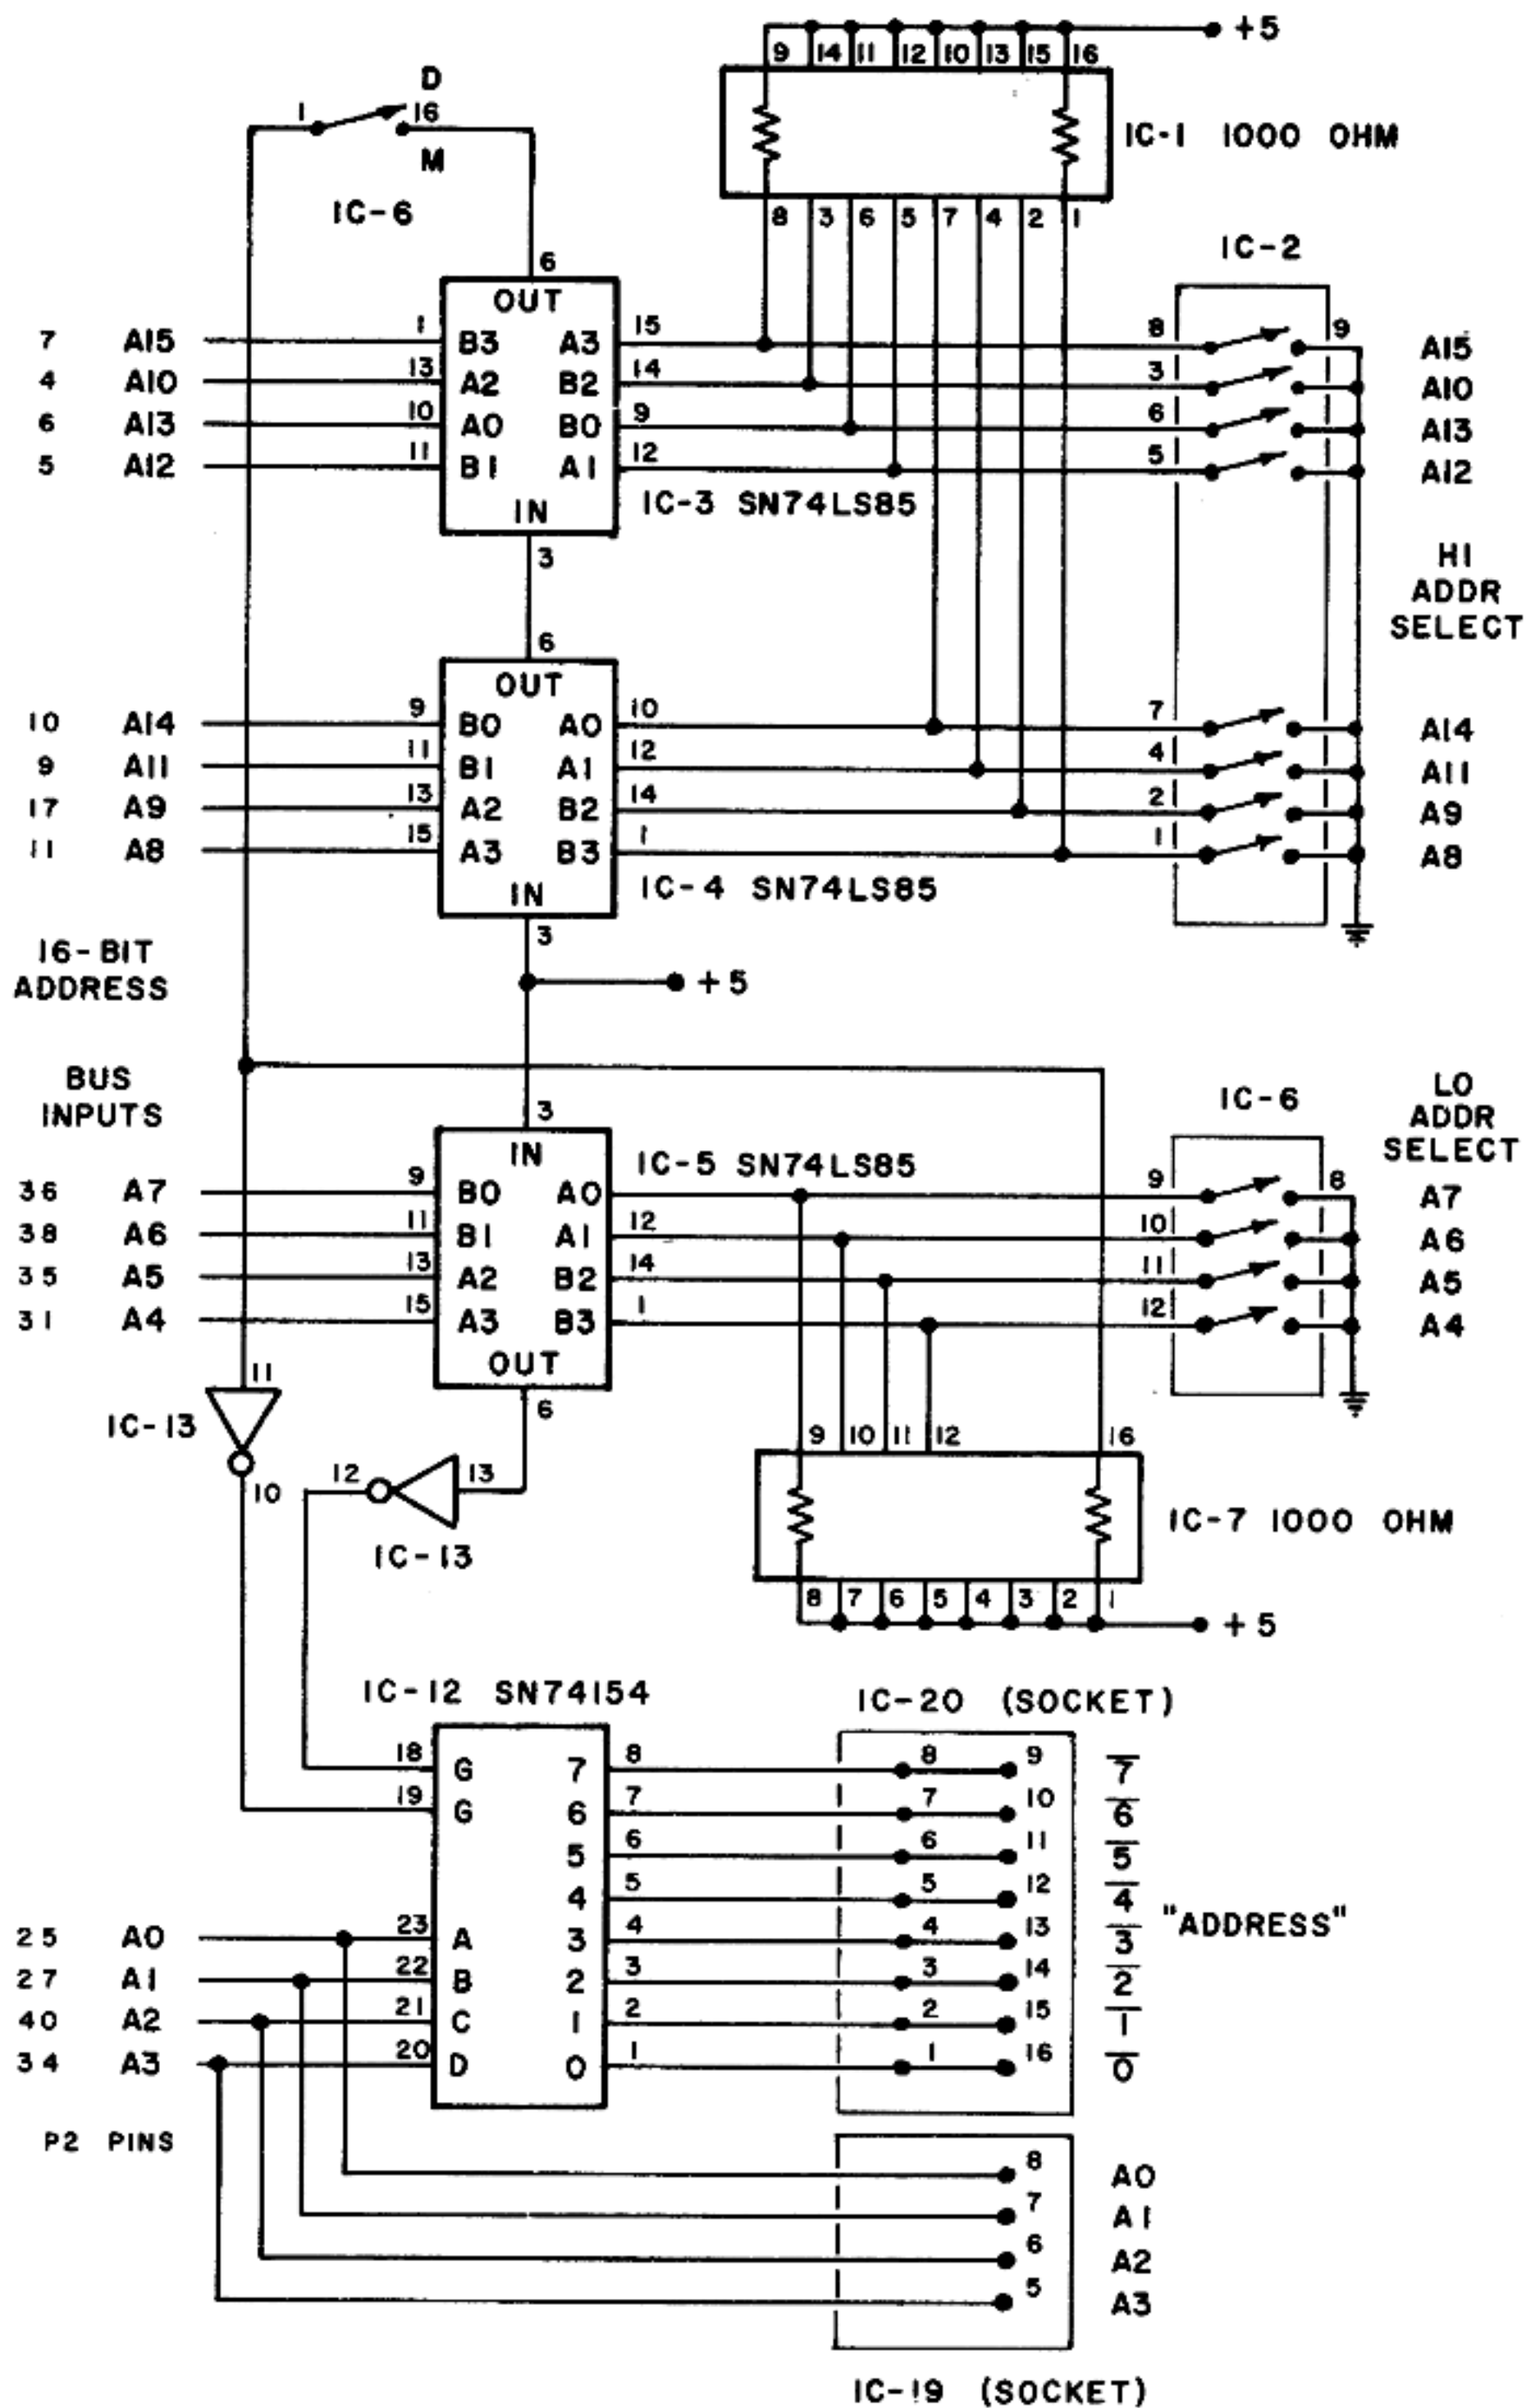 +5
9 14 11 12 10 13 15 16
D
1 16
M
IC-6
IC-1 1000 OHM
8 3 6 5 7 4 2 1
IC-2
6
OUT
7 A15 1 B3 A3 15 8 9 A15
4 A10 13 A2 B2 14 3 A10
6 A13 10 A0 B0 9 6 A13
5 A12 11 B1 A1 12 5 A12
IN
IC-3 SN74LS85
3
HI
ADDR
SELECT
6
OUT
10 A14 9 B0 A0 10 7 A14
9 A11 11 B1 A1 12 4 A11
17 A9 13 A2 B2 14 2 A9
11 A8 15 A3 B3 1 1 A8
IN
IC-4 SN74LS85
3
16-BIT
ADDRESS
+5
BUS
INPUTS
3
IN
IC-5 SN74LS85
IC-6
LO
ADDR
SELECT
36 A7 9 B0 A0 9 8 A7
38 A6 11 B1 A1 12 10 A6
35 A5 13 A2 B2 14 11 A5
31 A4 15 A3 B3 1 12 A4
OUT
6
11
IC-13
10
12 13
IC-13
9 10 11 12 16
IC-7 1000 OHM
8 7 6 5 4 3 2 1
+5
IC-12 SN74154
IC-20 (SOCKET)
18 G 7 8 8 9 7
19 G 6 7 7 10 6
5 6 6 11 5
4 5 5 12 4
"ADDRESS"
25 A0 23 A 3 4 4 13 3
27 A1 22 B 2 3 3 14 2
40 A2 21 C 1 2 2 15 1
34 A3 20 D 0 1 1 16 0
P2 PINS
8 A0
7 A1
6 A2
5 A3
IC-19 (SOCKET)